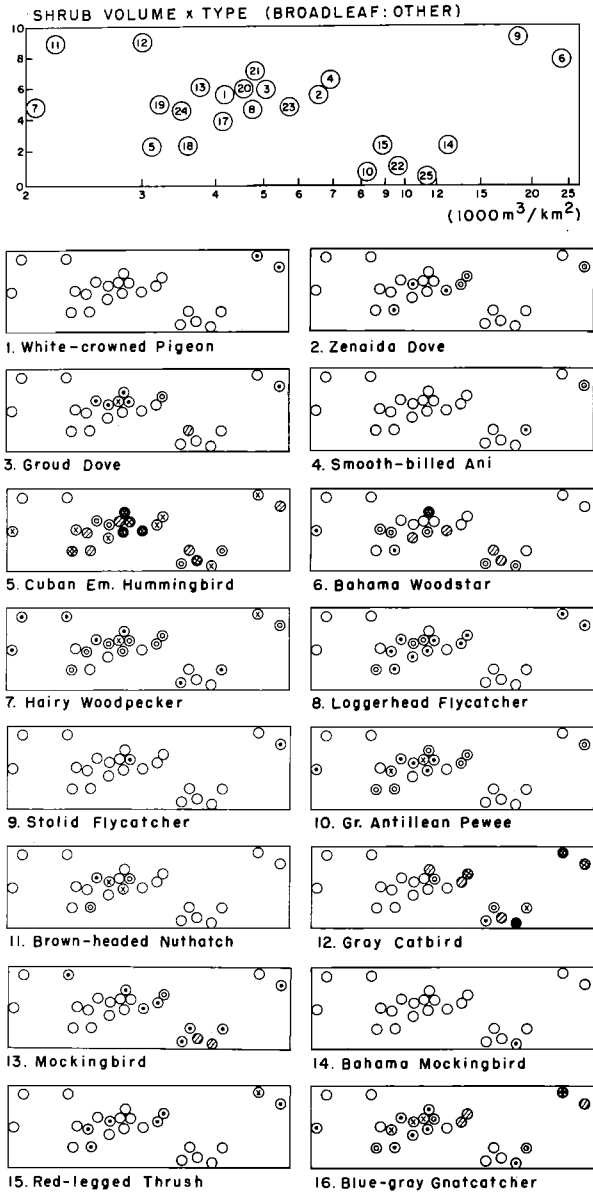 SHRUB VOLUME x TYPE (BROADLEAF: OTHER)
10
8
6
4
2
0
11 12 9 6
21
13 20 3 4
7 19 24 1 8 23 2
17
5 18 15 14
10 22 25
2 3 4 5 6 7 8 9 10 12 15 20 25
(1000m³/km²)
1. White-crowned Pigeon
2. Zenaida Dove
3. Groud Dove
4. Smooth-billed Ani
5. Cuban Em. Hummingbird
6. Bahama Woodstar
7. Hairy Woodpecker
8. Loggerhead Flycatcher
9. Stolid Flycatcher
10. Gr. Antillean Pewee
11. Brown-headed Nuthatch
12. Gray Catbird
13. Mockingbird
14. Bahama Mockingbird
15. Red-legged Thrush
16. Blue-gray Gnatcatcher